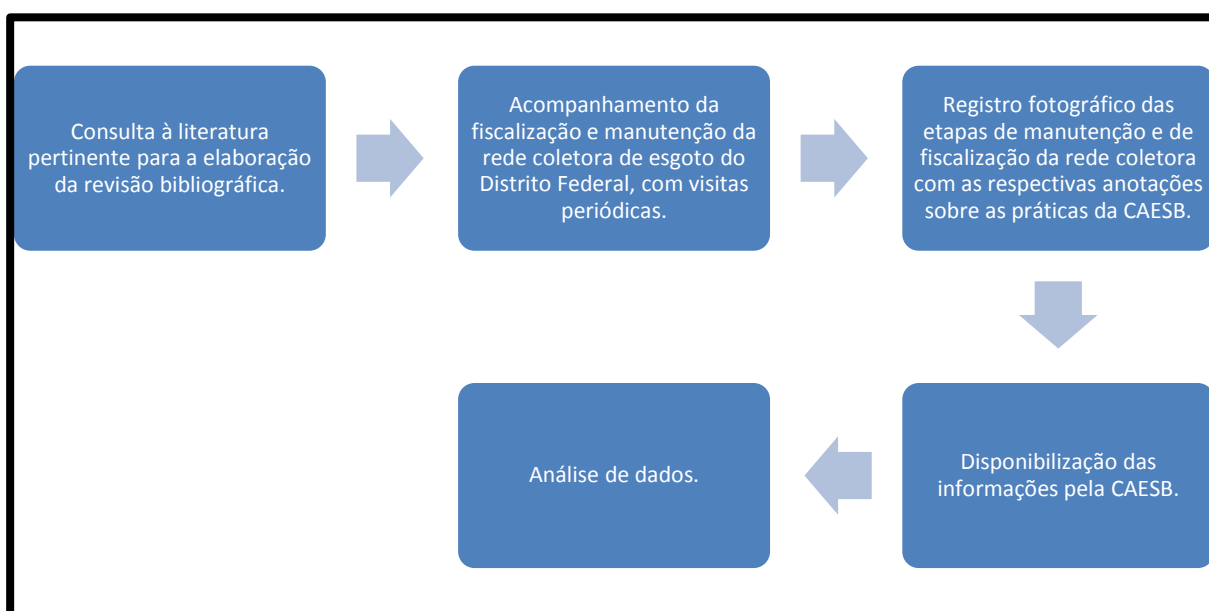 Consulta à literatura
pertinente para a elaboração
da revisão bibliográfica.
Acompanhamento da
fiscalização e manutenção da
rede coletora de esgoto do
Distrito Federal, com visitas
periódicas.
Registro fotográfico das
etapas de manutenção e de
fiscalização da rede coletora
com as respectivas anotações
sobre as práticas da CAESB.
Disponibilização das
informações pela CAESB.
Análise de dados.